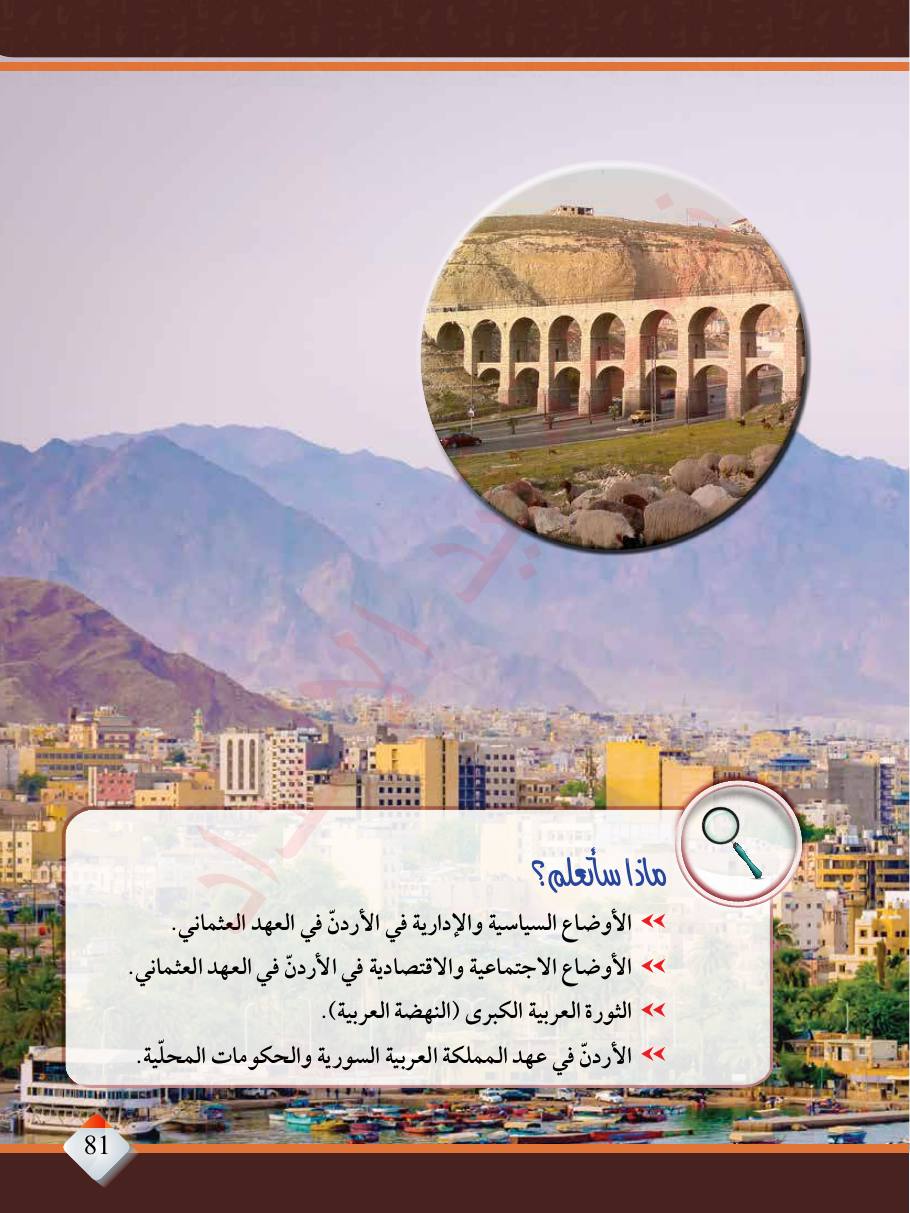 ماذا سأتعلم؟
الأوضاع السياسية والإدارية في الأردنّ في العهد العثماني.
الأوضاع الاجتماعية والاقتصادية في الأردنّ في العهد العثماني.
الثورة العربية الكبرى (النهضة العربية).
الأردنّ في عهد المملكة العربية السورية والحكومات المحلّية.
81